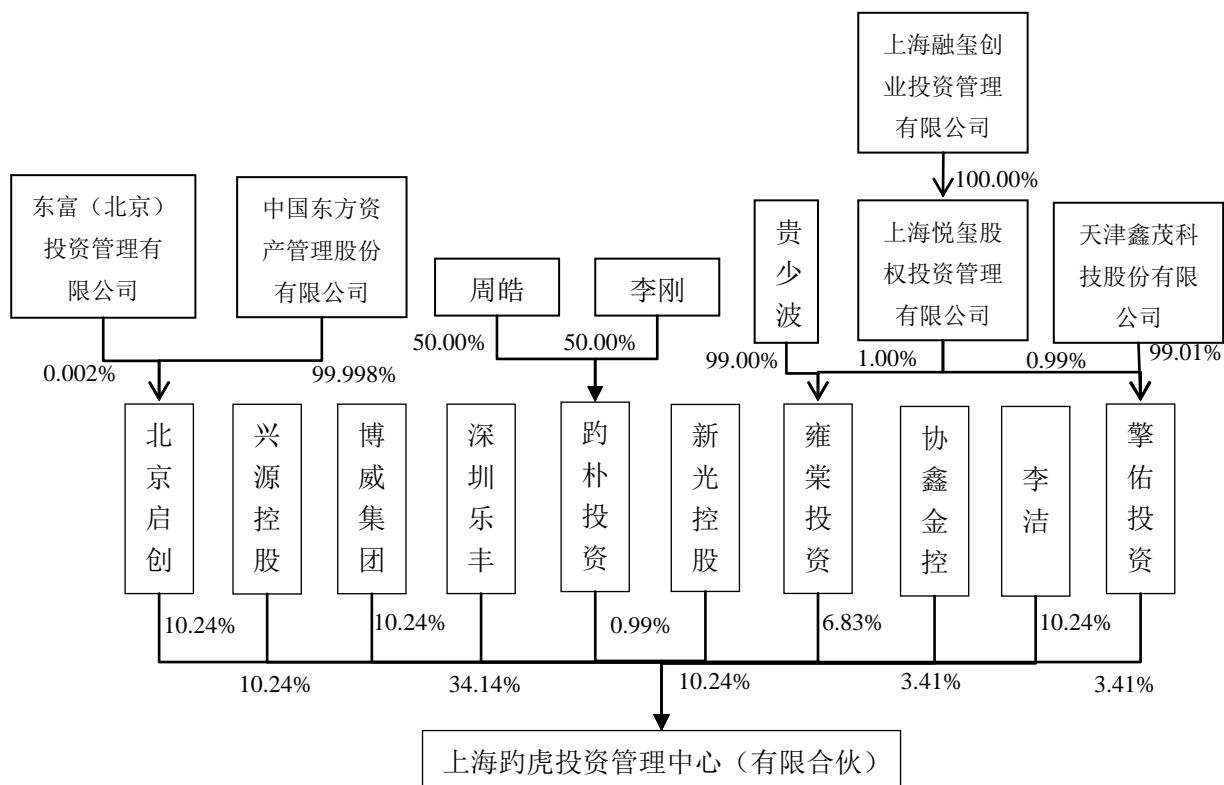 上海融玺创
业投资管理
有限公司
100.00%
东富（北京）
投资管理有
限公司
中国东方资
产管理股份
有限公司
周皓
李刚
贵少波
上海悦玺股
权投资管理
有限公司
天津鑫茂科
技股份有限
公司
0.002%
99.998%
50.00%
50.00%
99.00%
1.00%
0.99%
99.01%
北京启创
兴源控股
博威集团
深圳乐丰
趵朴投资
新光控股
雍棠投资
协鑫金控
李洁
擎佑投资
10.24%
10.24%
0.99%
6.83%
10.24%
10.24%
34.14%
10.24%
3.41%
3.41%
上海趵虎投资管理中心（有限合伙）